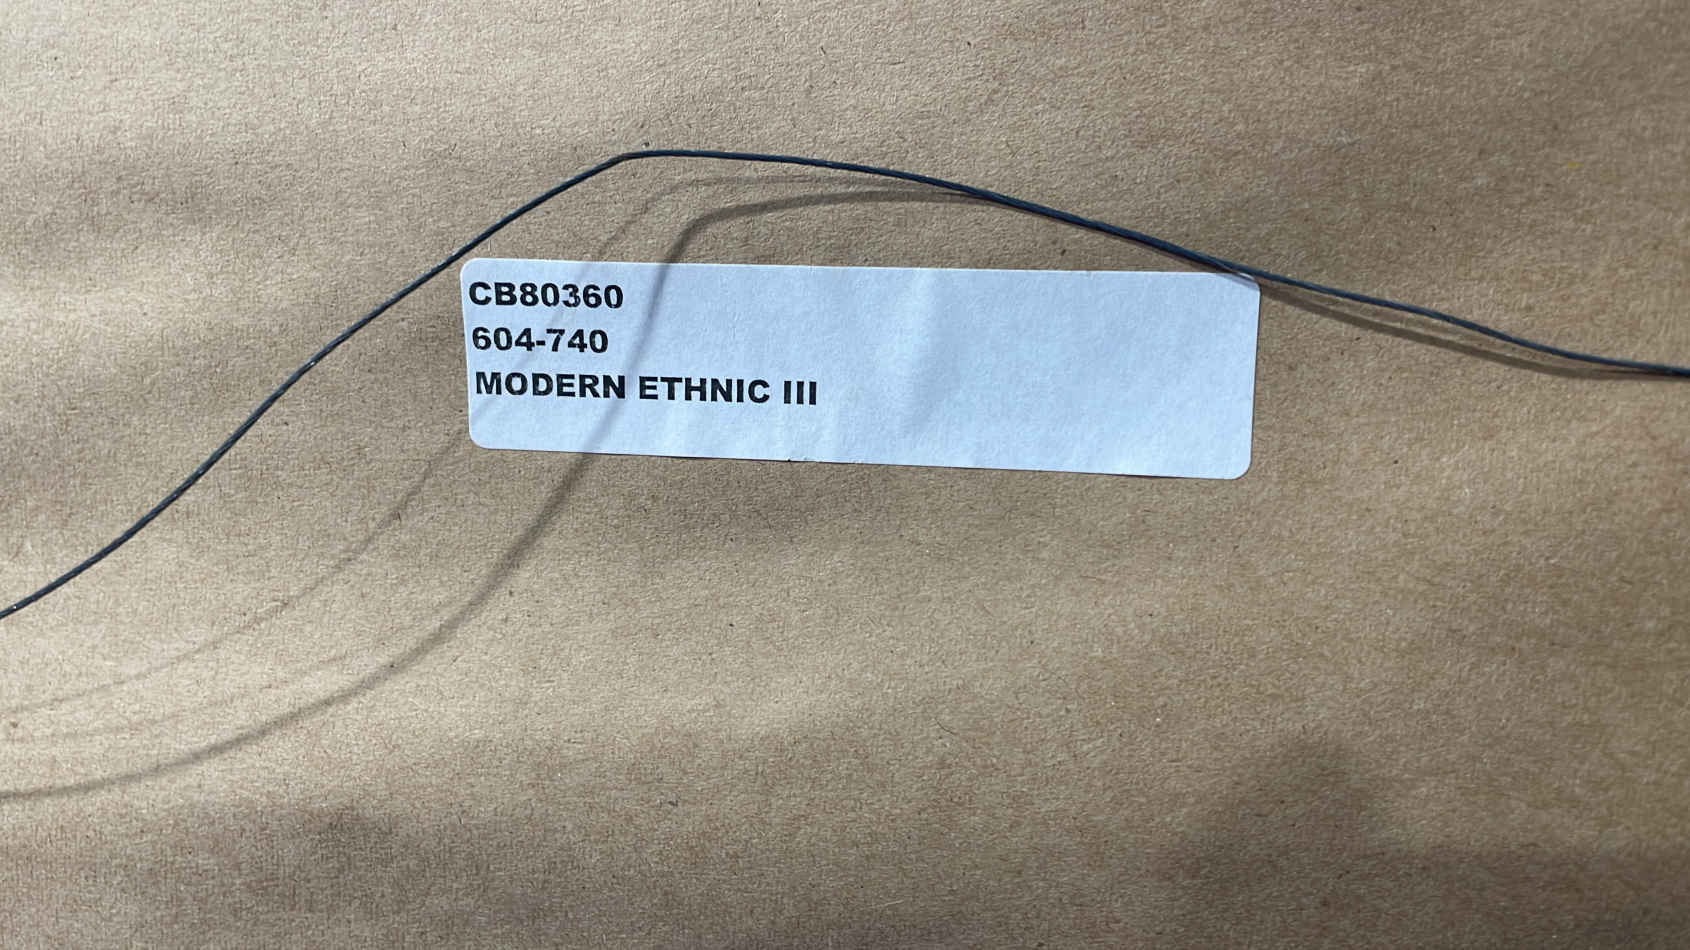 CB80360
604-740
MODERN ETHNIC III